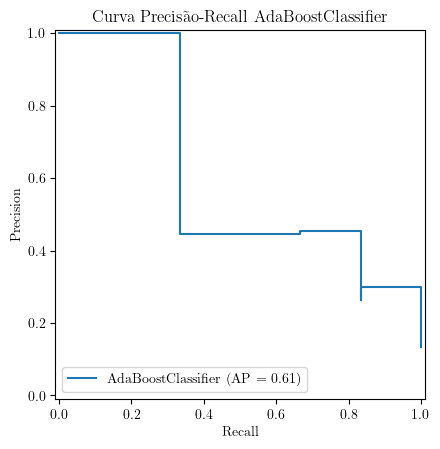 Curva Precisão-Recall AdaBoostClassifier
1.0
0.8
0.6
0.4
0.2
0.0
Precision
AdaBoostClassifier (AP = 0.61)
0.0 0.2 0.4 0.6 0.8 1.0
Recall